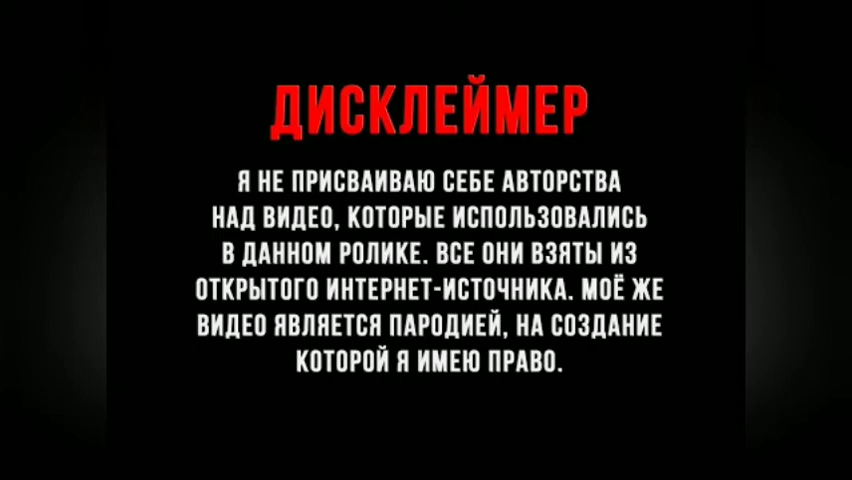 ДИСКЛЕЙМЕР
Я НЕ ПРИСВАИВАЮ СЕБЕ АВТОРСТВА
НАД ВИДЕО, КОТОРЫЕ ИСПОЛЬЗОВАЛИСЬ
В ДАННОМ РОЛИКЕ. ВСЕ ОНИ ВЗЯТЫ ИЗ
ОТКРЫТОГО ИНТЕРНЕТ-ИСТОЧНИКА. МОЁ ЖЕ
ВИДЕО ЯВЛЯЕТСЯ ПАРОДИЕЙ, НА СОЗДАНИЕ
КОТОРОЙ Я ИМЕЮ ПРАВО.